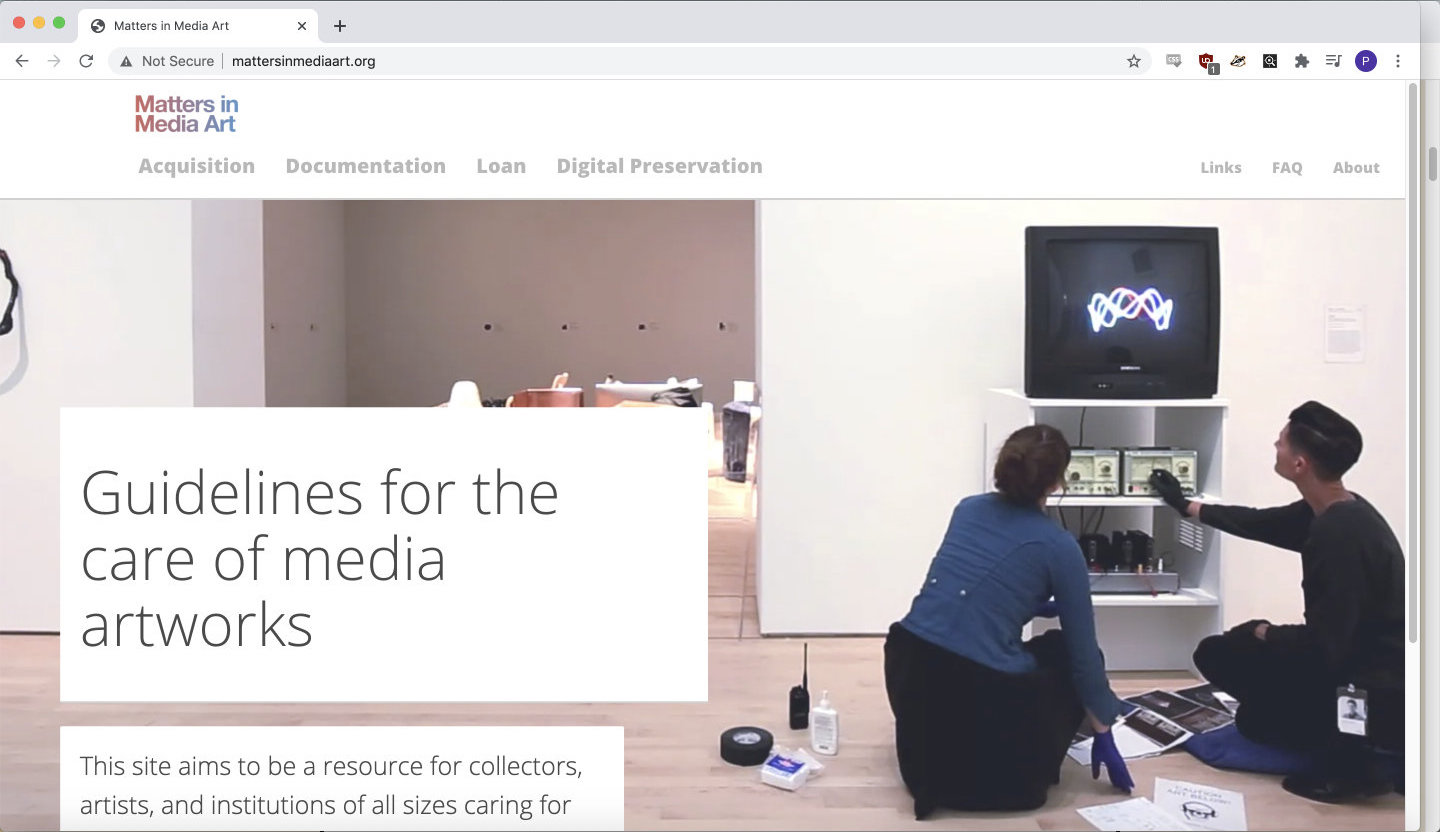 Matters in Media Art
Not Secure
mattersinmediaart.org
1
P
Matters in
Media Art
Acquisition
Documentation
Loan
Digital Preservation
Links
FAQ
About
Guidelines for the
care of media
artworks
This site aims to be a resource for collectors,
artists, and institutions of all sizes caring for
CAUTION
ART BELOW!